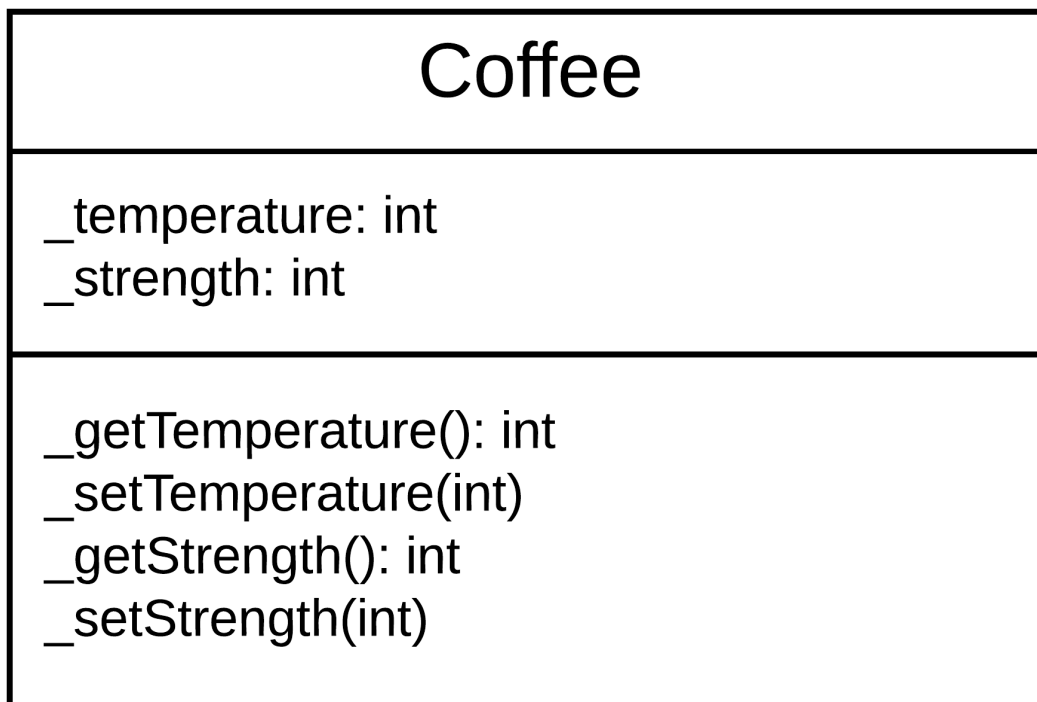 Coffee
_temperature: int
_strength: int
_getTemperature(): int
_setTemperature(int)
_getStrength(): int
_setStrength(int)